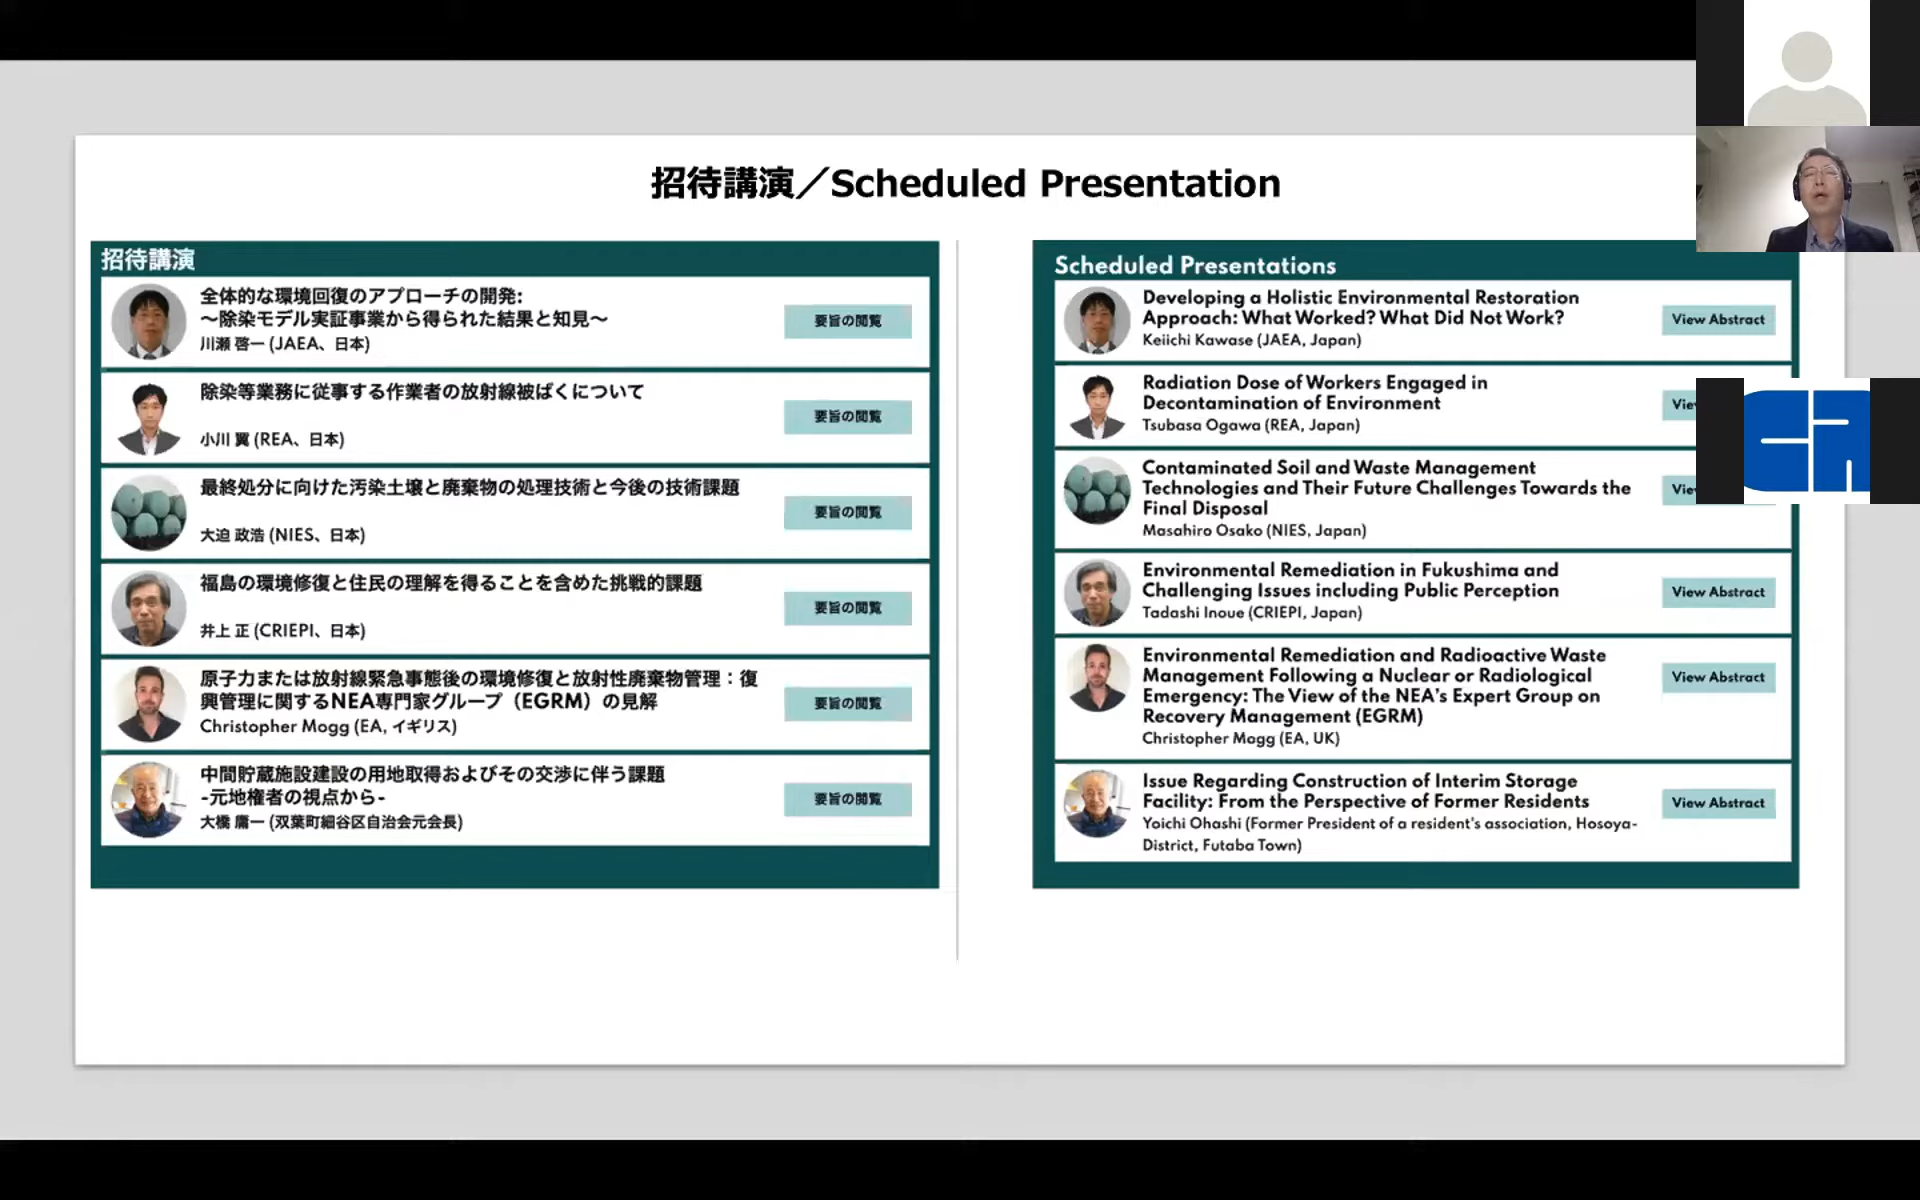 招待講演／Scheduled Presentation
招待講演
全体的な環境回復のアプローチの開発:
～除染モデル実証事業から得られた結果と知見～
川瀬 啓一 (JAEA、日本)
要旨の閲覧
除染等業務に従事する作業者の放射線被ばくについて
小川 翼 (REA、日本)
要旨の閲覧
最終処分に向けた汚染土壌と廃棄物の処理技術と今後の技術課題
大迫 政浩 (NIES、日本)
要旨の閲覧
福島の環境修復と住民の理解を得ることを含めた挑戦的課題
井上 正 (CRIEPI、日本)
要旨の閲覧
原子力または放射線緊急事態後の環境修復と放射性廃棄物管理：復
興管理に関するNEA専門家グループ（EGRM）の見解
Christopher Mogg (EA, イギリス)
要旨の閲覧
中間貯蔵施設建設の用地取得およびその交渉に伴う課題
-元地権者の視点から-
大橋 庸一 (双葉町細谷区自治会元会長)
要旨の閲覧
Scheduled Presentations
Developing a Holistic Environmental Restoration
Approach: What Worked? What Did Not Work?
Keiichi Kawase (JAEA, Japan)
View Abstract
Radiation Dose of Workers Engaged in
Decontamination of Environment
Tsubasa Ogawa (REA, Japan)
Contaminated Soil and Waste Management
Technologies and Their Future Challenges Towards the
Final Disposal
Masahiro Osako (NIES, Japan)
Environmental Remediation in Fukushima and
Challenging Issues including Public Perception
Tadashi Inoue (CRIEPI, Japan)
View Abstract
Environmental Remediation and Radioactive Waste
Management Following a Nuclear or Radiological
Emergency: The View of the NEA's Expert Group on
Recovery Management (EGRM)
Christopher Mogg (EA, UK)
View Abstract
Issue Regarding Construction of Interim Storage
Facility: From the Perspective of Former Residents
Yoichi Ohashi (Former President of a resident's association, Hosoya-
District, Futaba Town)
View Abstract